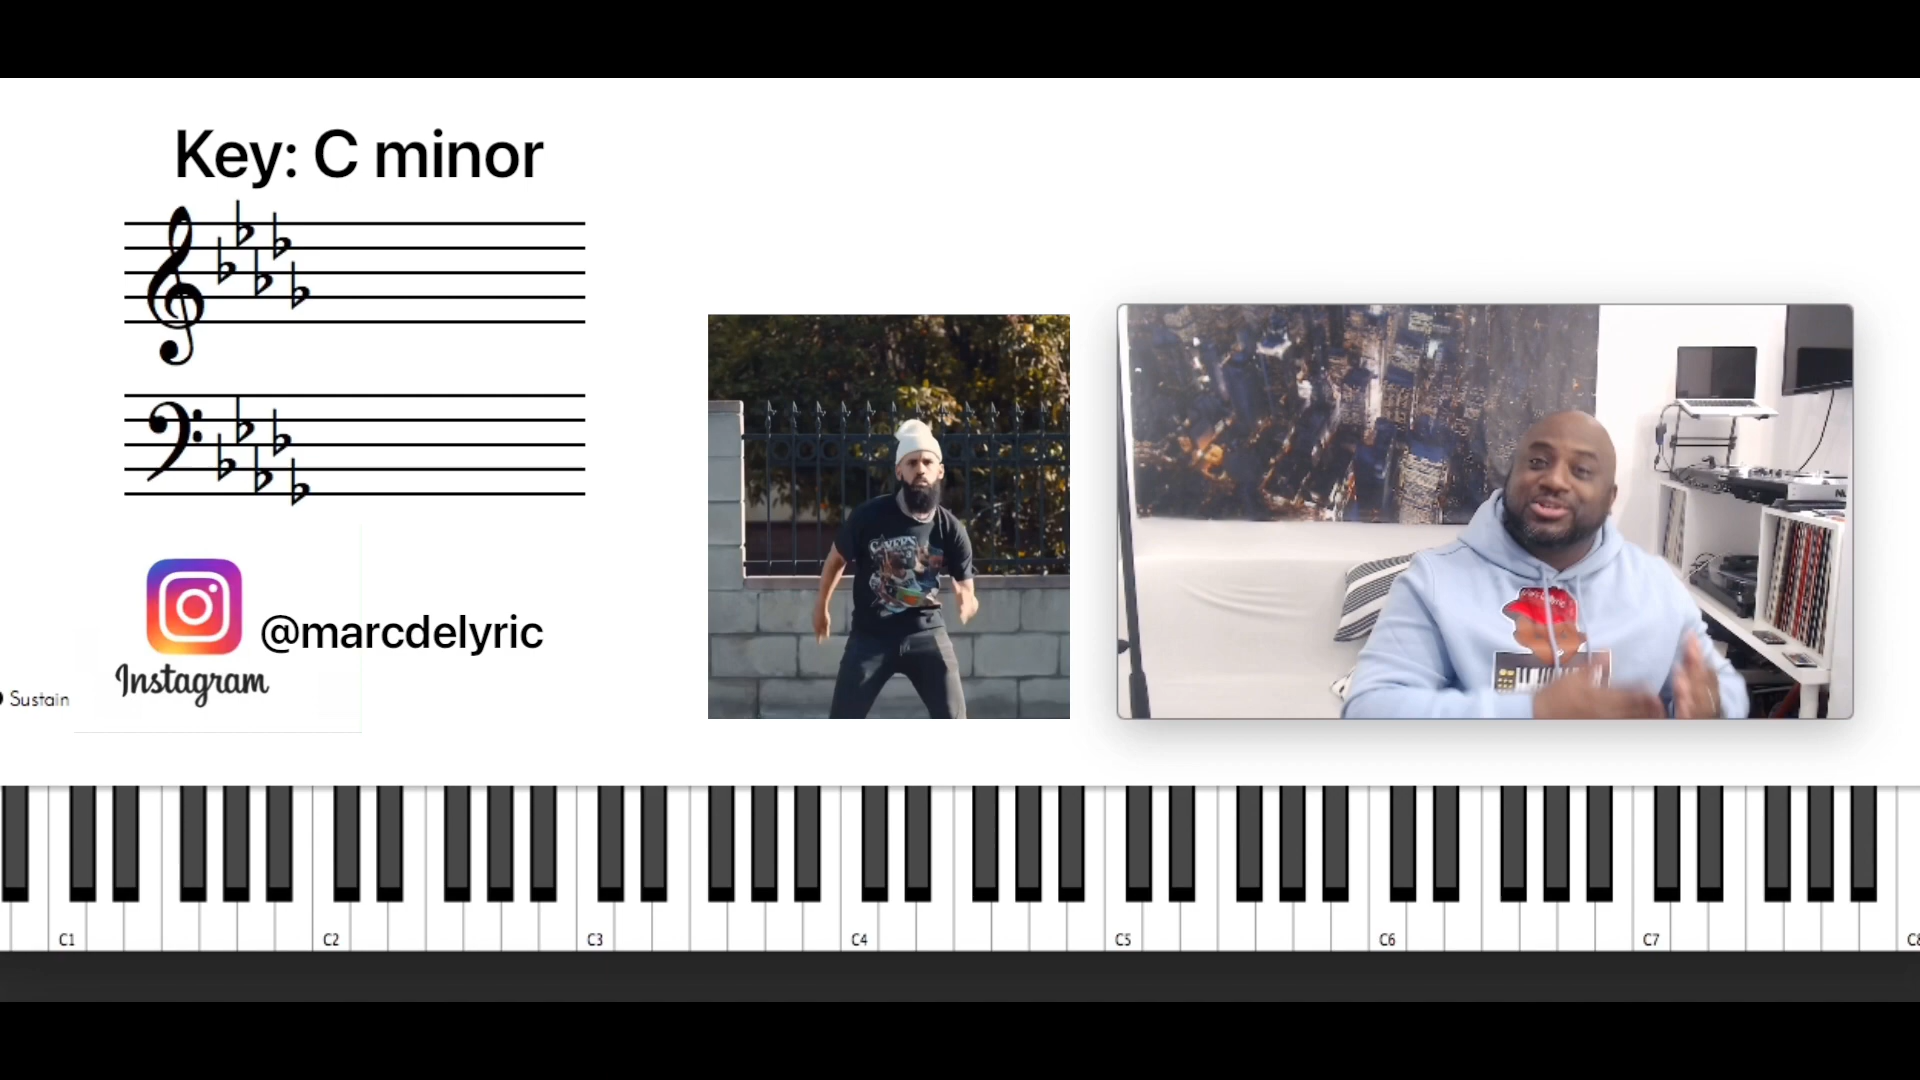 Key: C minor
@marcdelyric
Instagram
Sustain
C1
C2
C3
C4
C5
C6
C7